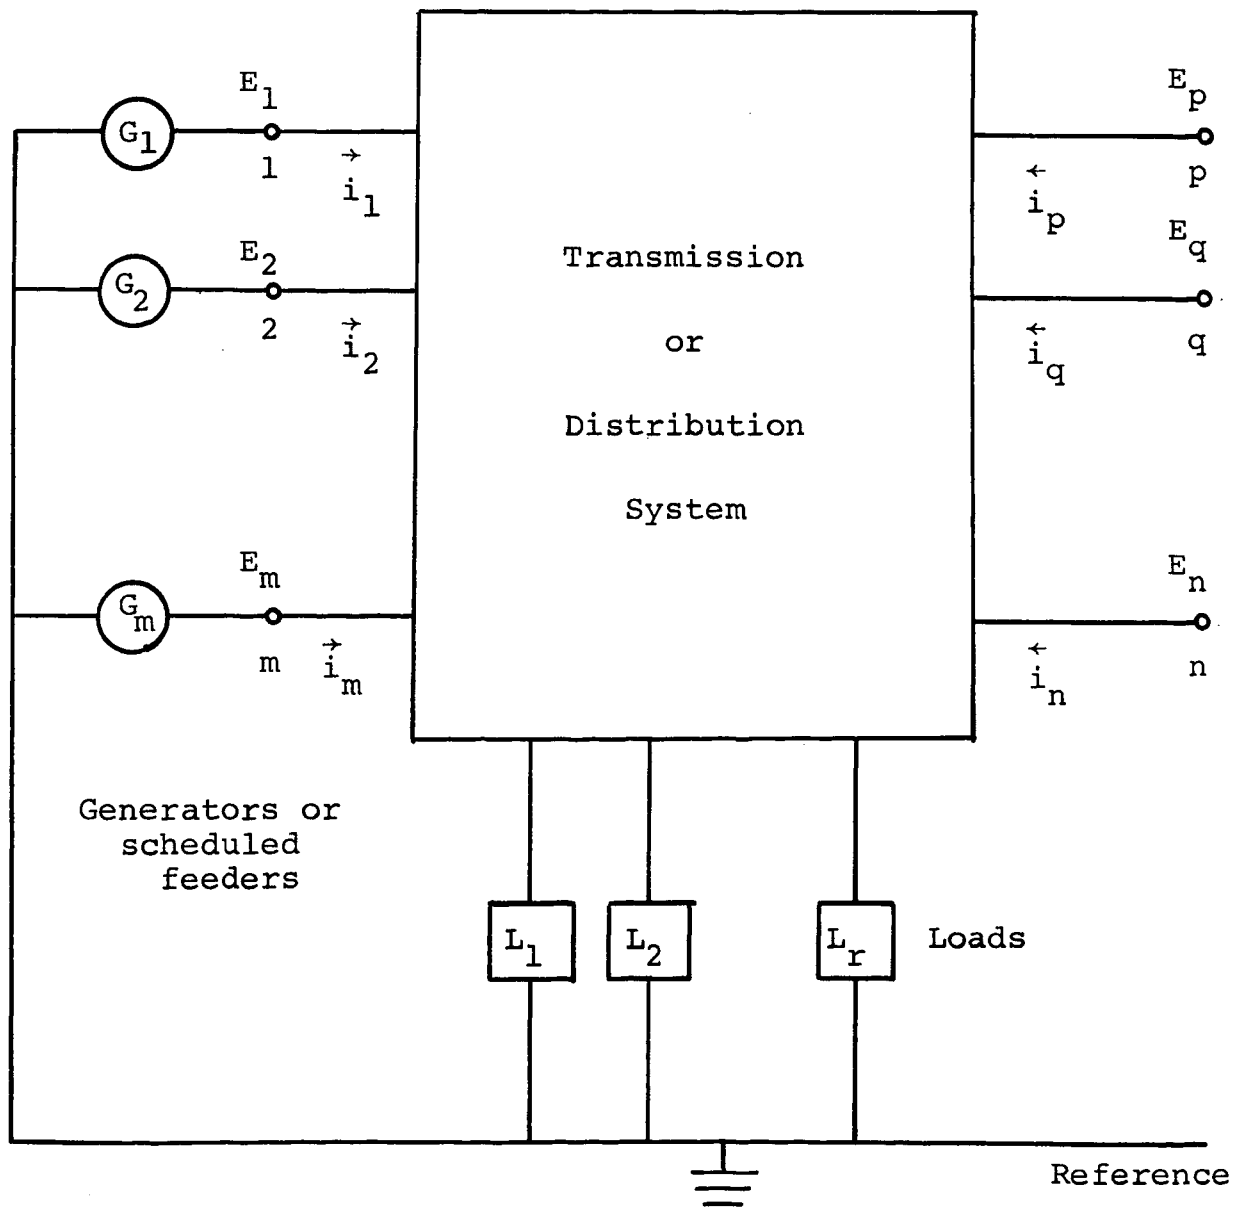 E1
G1
1
i1
E2
G2
2
i2
Em
Gm
m
im
Transmission
or
Distribution
System
Ep
p
ip
Eq
q
iq
En
n
in
Generators or
scheduled
feeders
L1
L2
Lr
Loads
Reference